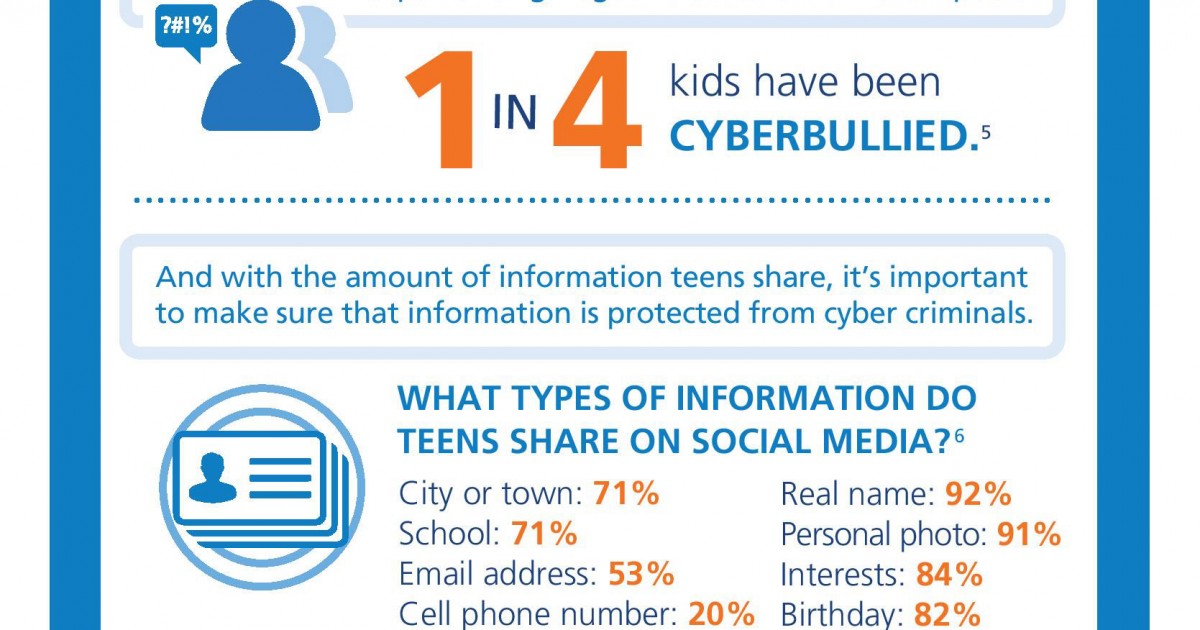 ?#!%
1 IN 4 kids have been
CYBERBULLIED.5
And with the amount of information teens share, it's important
to make sure that information is protected from cyber criminals.
WHAT TYPES OF INFORMATION DO
TEENS SHARE ON SOCIAL MEDIA?6
City or town: 71%
School: 71%
Email address: 53%
Cell phone number: 20%
Real name: 92%
Personal photo: 91%
Interests: 84%
Birthday: 82%